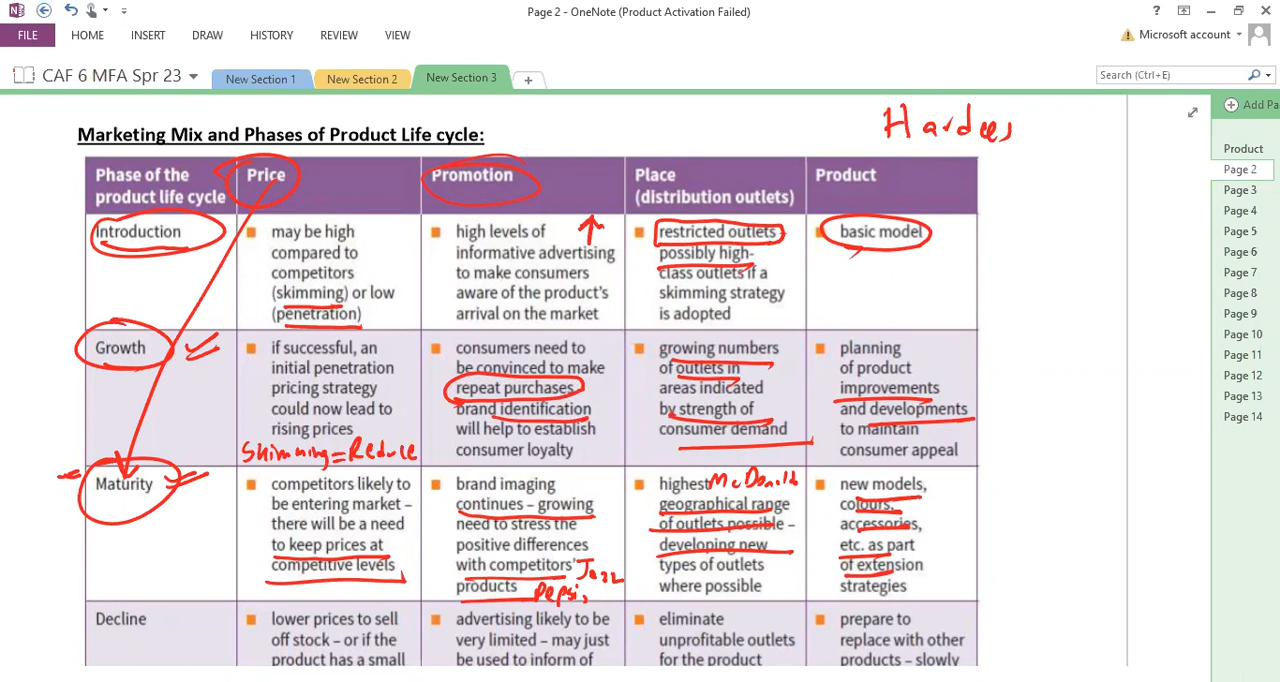 Page 2 - OneNote (Product Activation Failed)
?
FILE HOME INSERT DRAW HISTORY REVIEW VIEW
Microsoft account
CAF 6 MFA Spr 23
New Section 1 New Section 2 New Section 3 +
Search (Ctrl+E)
Add Pa
Product
Page 2
Page 3
Page 4
Page 5
Page 6
Page 7
Page 8
Page 9
Page 10
Page 11
Page 12
Page 13
Page 14
Hardees
Marketing Mix and Phases of Product Life cycle:
Phase of the
product life cycle
Price
Promotion
Place
(distribution outlets)
Product
Introduction
may be high
compared to
competitors
(skimming) or low
(penetration)
high levels of
informative advertising
to make consumers
aware of the product's
arrival on the market
restricted outlets
possibly high-
class outlets if a
skimming strategy
is adopted
basic model
Growth
if successful, an
initial penetration
pricing strategy
could now lead to
rising prices
Skimming = Reduce
consumers need to
be convinced to make
repeat purchases
brand identification
will help to establish
consumer loyalty
growing numbers
of outlets in
areas indicated
by strength of
consumer demand
planning
of product
improvements
and developments
to maintain
consumer appeal
Maturity
competitors likely to
be entering market –
there will be a need
to keep prices at
competitive levels
brand imaging
continues – growing
need to stress the
positive differences
with competitors'
products
Jazz
Pepsi,
highest
McDonald
geographical range
of outlets possible –
developing new
types of outlets
where possible
new models,
colours,
accessories,
etc. as part
of extension
strategies
Decline
lower prices to sell
off stock – or if the
product has a small
advertising likely to be
very limited – may just
be used to inform of
eliminate
unprofitable outlets
for the product
prepare to
replace with other
products – slowly